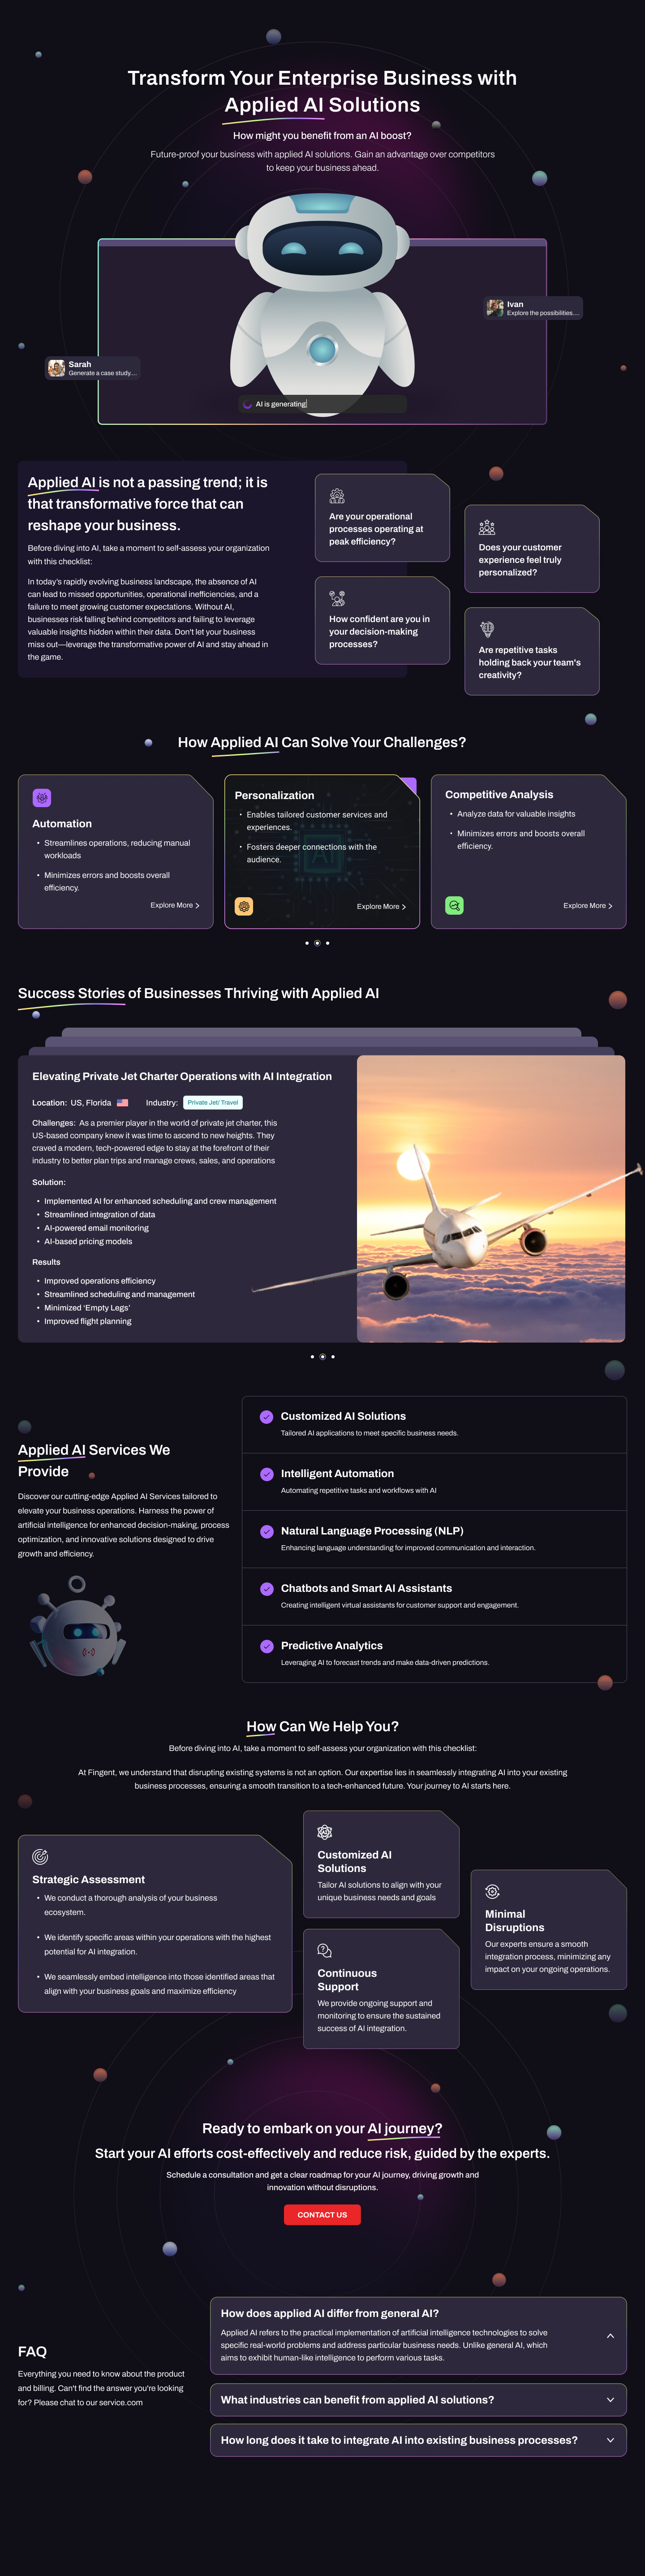 Transform Your Enterprise Business with
Applied AI Solutions
How might you benefit from an AI boost?
Future-proof your business with applied AI solutions. Gain an advantage over competitors
to keep your business ahead.
Ivan
Explore the possibilities....
Sarah
Generate a case study....
AI is generating
Applied AI is not a passing trend; it is
that transformative force that can
reshape your business.
Before diving into AI, take a moment to self-assess your organization
with this checklist:
In today's rapidly evolving business landscape, the absence of AI
can lead to missed opportunities, operational inefficiencies, and a
failure to meet growing customer expectations. Without AI,
businesses risk falling behind competitors and failing to leverage
valuable insights hidden within their data. Don't let your business
miss out—leverage the transformative power of AI and stay ahead in
the game.
Are your operational
processes operating at
peak efficiency?
Does your customer
experience feel truly
personalized?
How confident are you in
your decision-making
processes?
Are repetitive tasks
holding back your team's
creativity?
How Applied AI Can Solve Your Challenges?
Automation
• Streamlines operations, reducing manual
workloads
• Minimizes errors and boosts overall
efficiency.
Explore More
Personalization
• Enables tailored customer services and
experiences.
• Fosters deeper connections with the
audience.
AI
Explore More
Competitive Analysis
• Analyze data for valuable insights
• Minimizes errors and boosts overall
efficiency.
Explore More
Success Stories of Businesses Thriving with Applied AI
Elevating Private Jet Charter Operations with AI Integration
Location: US, Florida Industry: Private Jet/ Travel
Challenges: As a premier player in the world of private jet charter, this
US-based company knew it was time to ascend to new heights. They
craved a modern, tech-powered edge to stay at the forefront of their
industry to better plan trips and manage crews, sales, and operations
Solution:
• Implemented AI for enhanced scheduling and crew management
• Streamlined integration of data
• AI-powered email monitoring
• AI-based pricing models
Results
• Improved operations efficiency
• Streamlined scheduling and management
• Minimized 'Empty Legs'
• Improved flight planning
Applied AI Services We
Provide
Discover our cutting-edge Applied AI Services tailored to
elevate your business operations. Harness the power of
artificial intelligence for enhanced decision-making, process
optimization, and innovative solutions designed to drive
growth and efficiency.
Customized AI Solutions
Tailored AI applications to meet specific business needs.
Intelligent Automation
Automating repetitive tasks and workflows with AI
Natural Language Processing (NLP)
Enhancing language understanding for improved communication and interaction.
Chatbots and Smart AI Assistants
Creating intelligent virtual assistants for customer support and engagement.
Predictive Analytics
Leveraging AI to forecast trends and make data-driven predictions.
How Can We Help You?
Before diving into AI, take a moment to self-assess your organization with this checklist:
At Fingent, we understand that disrupting existing systems is not an option. Our expertise lies in seamlessly integrating AI into your existing
business processes, ensuring a smooth transition to a tech-enhanced future. Your journey to AI starts here.
Strategic Assessment
• We conduct a thorough analysis of your business
ecosystem.
• We identify specific areas within your operations with the highest
potential for AI integration.
• We seamlessly embed intelligence into those identified areas that
align with your business goals and maximize efficiency
Customized AI
Solutions
Tailor AI solutions to align with your
unique business needs and goals
Continuous
Support
We provide ongoing support and
monitoring to ensure the sustained
success of AI integration.
Minimal
Disruptions
Our experts ensure a smooth
integration process, minimizing any
impact on your ongoing operations.
Ready to embark on your AI journey?
Start your AI efforts cost-effectively and reduce risk, guided by the experts.
Schedule a consultation and get a clear roadmap for your AI journey, driving growth and
innovation without disruptions.
CONTACT US
FAQ
Everything you need to know about the product
and billing. Can't find the answer you're looking
for? Please chat to our service.com
How does applied AI differ from general AI?
Applied AI refers to the practical implementation of artificial intelligence technologies to solve
specific real-world problems and address particular business needs. Unlike general AI, which
aims to exhibit human-like intelligence to perform various tasks.
What industries can benefit from applied AI solutions?
How long does it take to integrate AI into existing business processes?